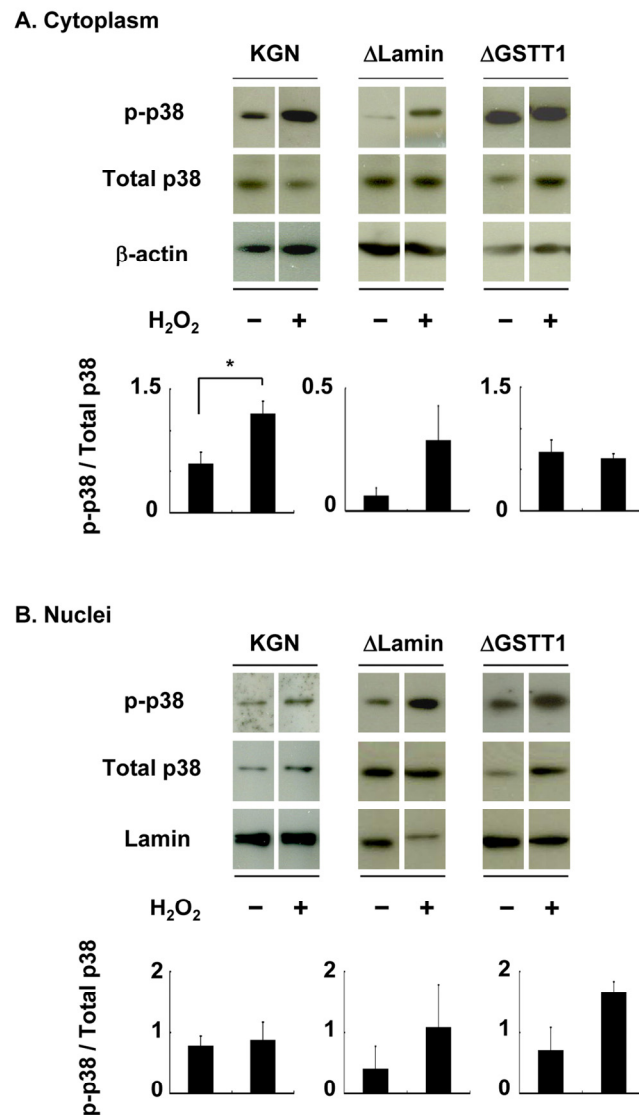 A. Cytoplasm
KGN ΔLamin ΔGSTT1
p-p38
Total p38
β-actin
H₂O₂ − + − + − +
p-p38 / Total p38
1.5 * 0.5 1.5
0 0 0
B. Nuclei
KGN ΔLamin ΔGSTT1
p-p38
Total p38
Lamin
H₂O₂ − + − + − +
p-p38 / Total p38
2 2 2
1 1 1
0 0 0